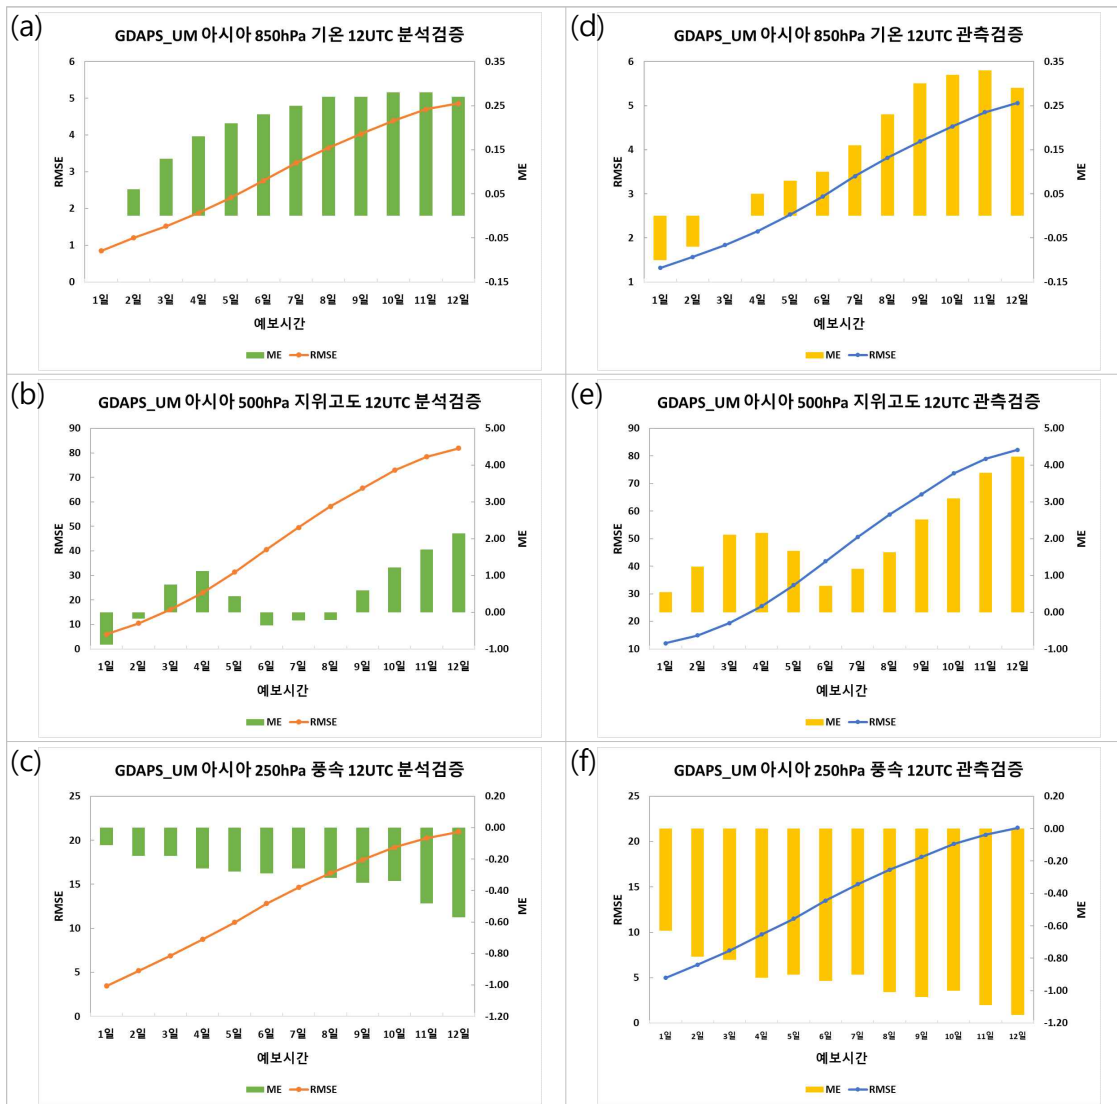 (a)
GDAPS_UM 아시아 850hPa 기온 12UTC 분석검증
6
5
4
3
2
1
0
RMSE
0.35
0.25
0.15
0.05
-0.05
-0.15
ME
1일 2일 3일 4일 5일 6일 7일 8일 9일 10일 11일 12일
예보시간
ME RMSE
(d)
GDAPS_UM 아시아 850hPa 기온 12UTC 관측검증
6
5
4
3
2
1
RMSE
0.35
0.25
0.15
0.05
-0.05
-0.15
ME
1일 2일 3일 4일 5일 6일 7일 8일 9일 10일 11일 12일
예보시간
ME RMSE
(b)
GDAPS_UM 아시아 500hPa 지위고도 12UTC 분석검증
90
80
70
60
50
40
30
20
10
0
RMSE
5.00
4.00
3.00
2.00
1.00
0.00
-1.00
ME
1일 2일 3일 4일 5일 6일 7일 8일 9일 10일 11일 12일
예보시간
ME RMSE
(e)
GDAPS_UM 아시아 500hPa 지위고도 12UTC 관측검증
90
80
70
60
50
40
30
20
10
RMSE
5.00
4.00
3.00
2.00
1.00
0.00
-1.00
ME
1일 2일 3일 4일 5일 6일 7일 8일 9일 10일 11일 12일
예보시간
ME RMSE
(c)
GDAPS_UM 아시아 250hPa 풍속 12UTC 분석검증
25
20
15
10
5
0
RMSE
0.20
0.00
-0.20
-0.40
-0.60
-0.80
-1.00
-1.20
ME
1일 2일 3일 4일 5일 6일 7일 8일 9일 10일 11일 12일
예보시간
ME RMSE
(f)
GDAPS_UM 아시아 250hPa 풍속 12UTC 관측검증
25
20
15
10
5
0
RMSE
0.20
0.00
-0.20
-0.40
-0.60
-0.80
-1.00
-1.20
ME
1일 2일 3일 4일 5일 6일 7일 8일 9일 10일 11일 12일
예보시간
ME RMSE